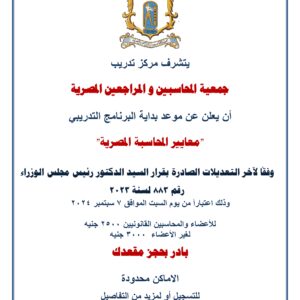 يتشرف مركز تدريب
جمعية المحاسبين و المراجعين المصرية
أن يعلن عن موعد بداية البرنامج التدريبي
"معايير المحاسبة المصرية"
وفقا لآخر التعديلات الصادرة بقرار السيد الدكتور رئيس مجلس الوزراء
رقم ٨٨٣ لسنة ٢٠٢٣
وذلك اعتباراً من يوم السبت الموافق ٧ سبتمبر ٢٠٢٤
للأعضاء والمحاسبين القانونيين ٢٥٠٠ جنيه
لغير الأعضاء ٣٠٠٠ جنيه
بادر بحجز مقعدك
الاماكن محدودة
للتسجيل أو لمزيد من التفاصيل